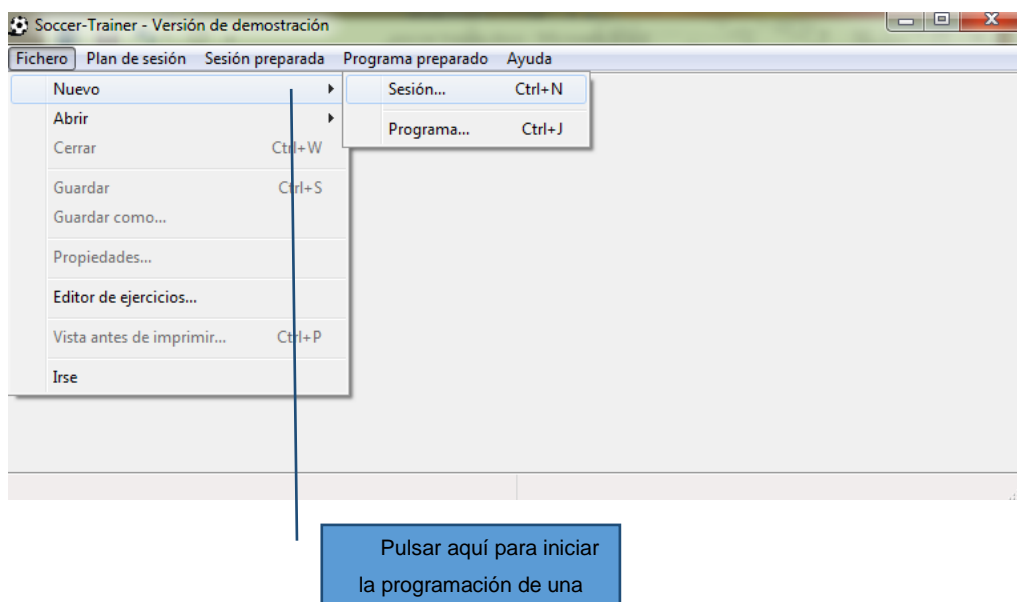 Soccer-Trainer - Versión de demostración
Fichero Plan de sesión Sesión preparada Programa preparado Ayuda
Nuevo
Sesión... Ctrl+N
Abrir
Programa... Ctrl+J
Cerrar Ctrl+W
Guardar Ctrl+S
Guardar como...
Propiedades...
Editor de ejercicios...
Vista antes de imprimir... Ctrl+P
Irse
Pulsar aquí para iniciar
la programación de una